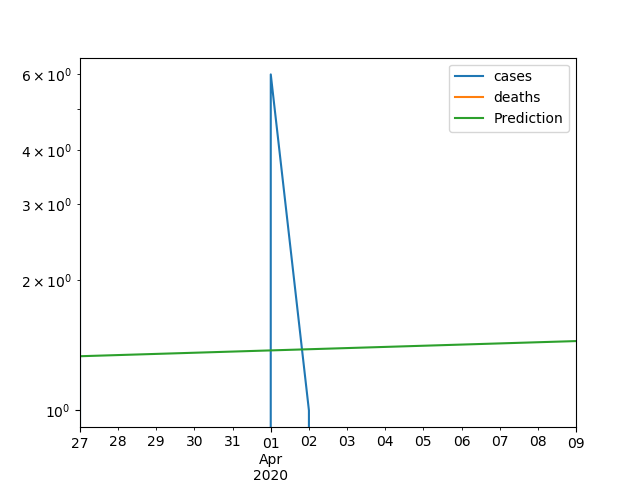 cases
deaths
Prediction
6 × 10⁰
4 × 10⁰
3 × 10⁰
2 × 10⁰
10⁰
27 28 29 30 31 01 02 03 04 05 06 07 08 09
Apr
2020